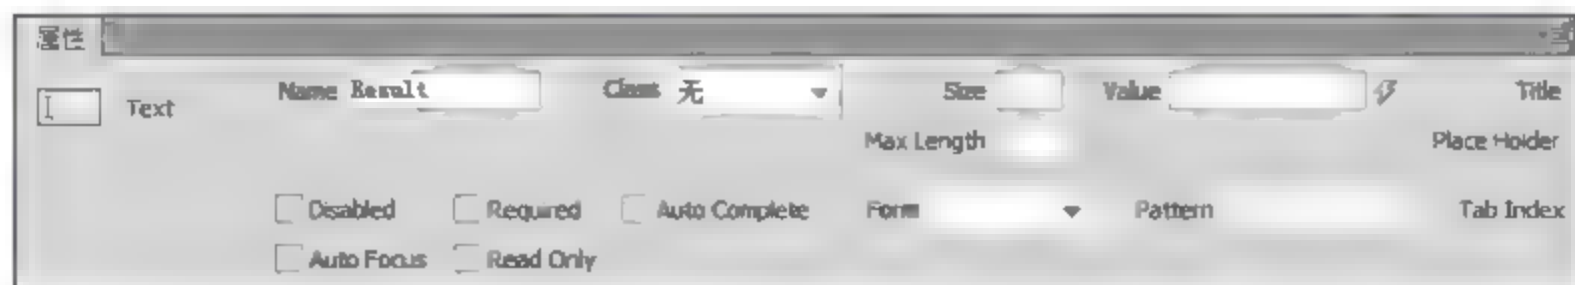 属性
Text Name Result Class 无 Size Value Title
Max Length Place Holder
Disabled Required Auto Complete Form Pattern Tab Index
Auto Focus Read Only